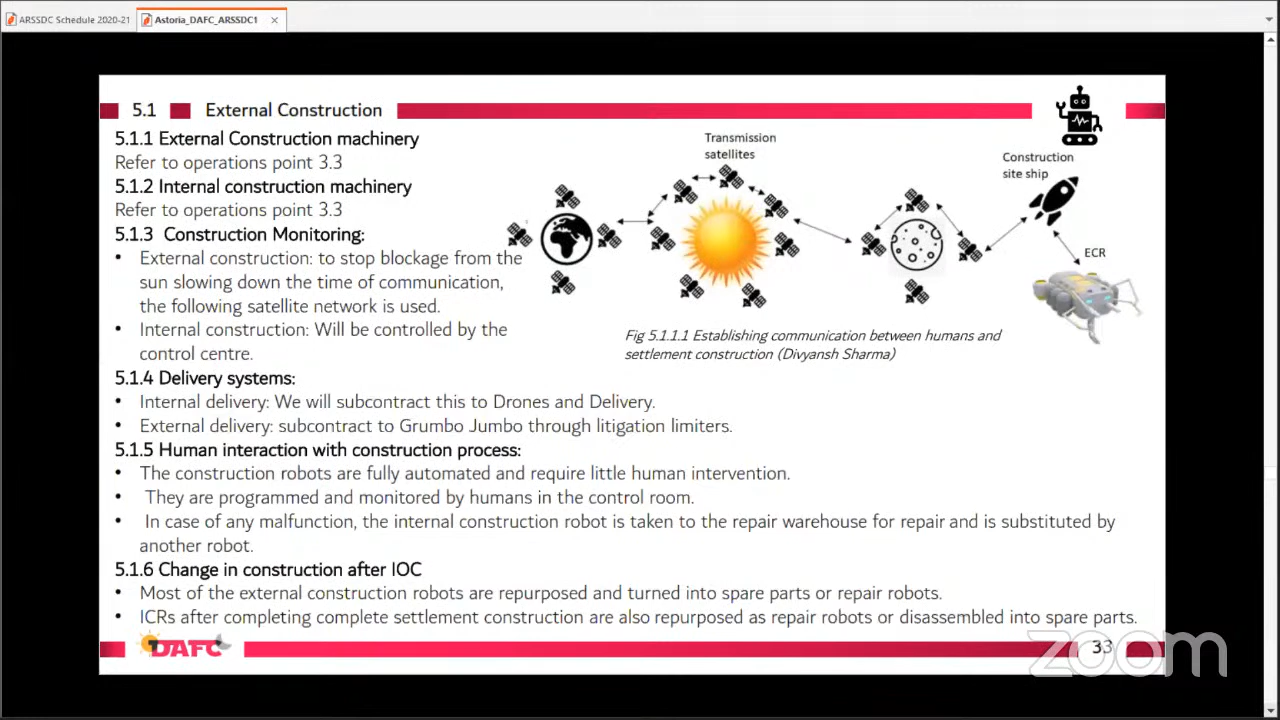 ARSSDC Schedule 2020-21
Astoria_DAFC_ARSSDC1
5.1 External Construction
5.1.1 External Construction machinery
Refer to operations point 3.3
5.1.2 Internal construction machinery
Refer to operations point 3.3
5.1.3 Construction Monitoring:
• External construction: to stop blockage from the
sun slowing down the time of communication,
the following satellite network is used.
• Internal construction: Will be controlled by the
control centre.
Transmission
satellites
Construction
site ship
ECR
Fig 5.1.1.1 Establishing communication between humans and
settlement construction (Divyansh Sharma)
5.1.4 Delivery systems:
• Internal delivery: We will subcontract this to Drones and Delivery.
• External delivery: subcontract to Grumbo Jumbo through litigation limiters.
5.1.5 Human interaction with construction process:
• The construction robots are fully automated and require little human intervention.
• They are programmed and monitored by humans in the control room.
• In case of any malfunction, the internal construction robot is taken to the repair warehouse for repair and is substituted by
another robot.
5.1.6 Change in construction after IOC
• Most of the external construction robots are repurposed and turned into spare parts or repair robots.
• ICRs after completing complete settlement construction are also repurposed as repair robots or disassembled into spare parts.
DAFC
33
zoom